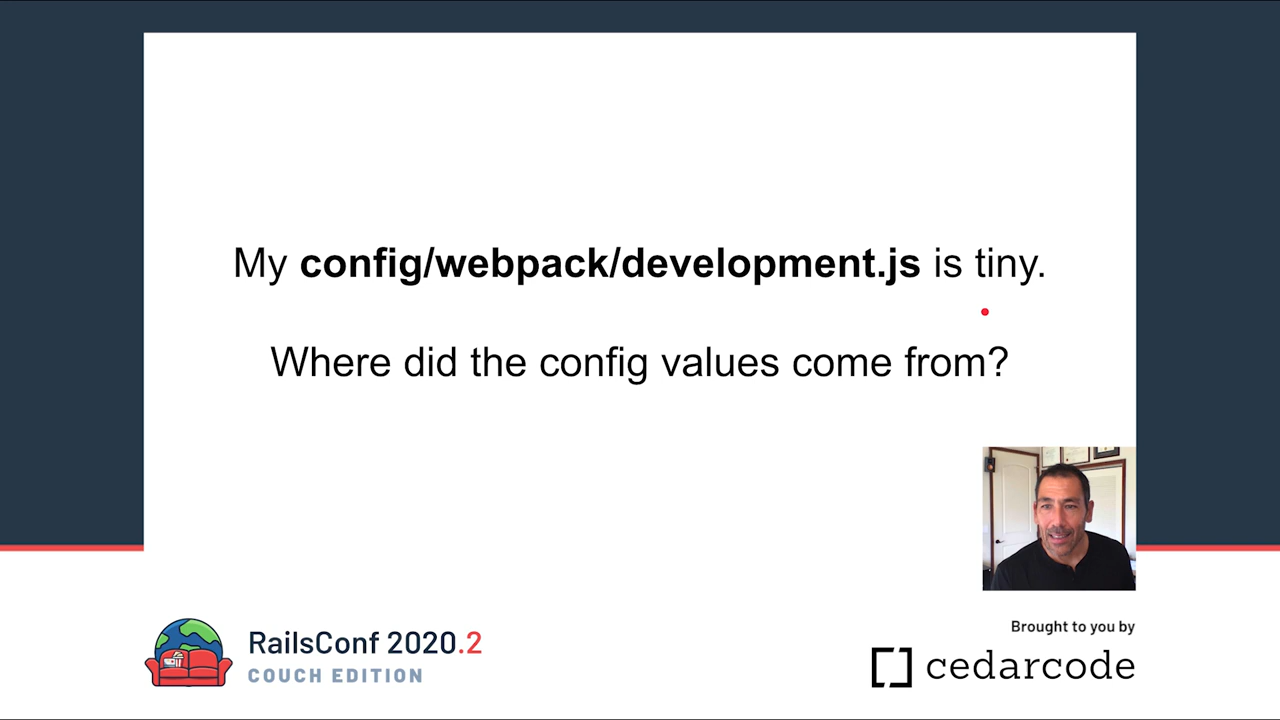 My config/webpack/development.js is tiny.
Where did the config values come from?
RailsConf 2020.2
COUCH EDITION
Brought to you by
cedarcode